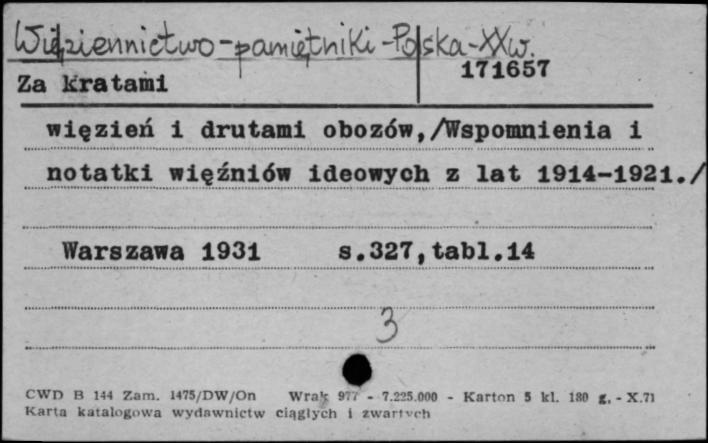 Więziennictwo-pamiętniki-Polska-XXw.
171657
Za kratami
więzień i drutami obozów,/Wspomnienia i
notatki więźniów ideowych z lat 1914-1921./
Warszawa 1931 s.327,tabl.14
3
CWD B 144 Zam. 1475/DW/On Wrak 977 - 7.225.000 - Karton 5 kl. 180 g. - X.71
Karta katalogowa wydawnictw ciągłych i zwartych